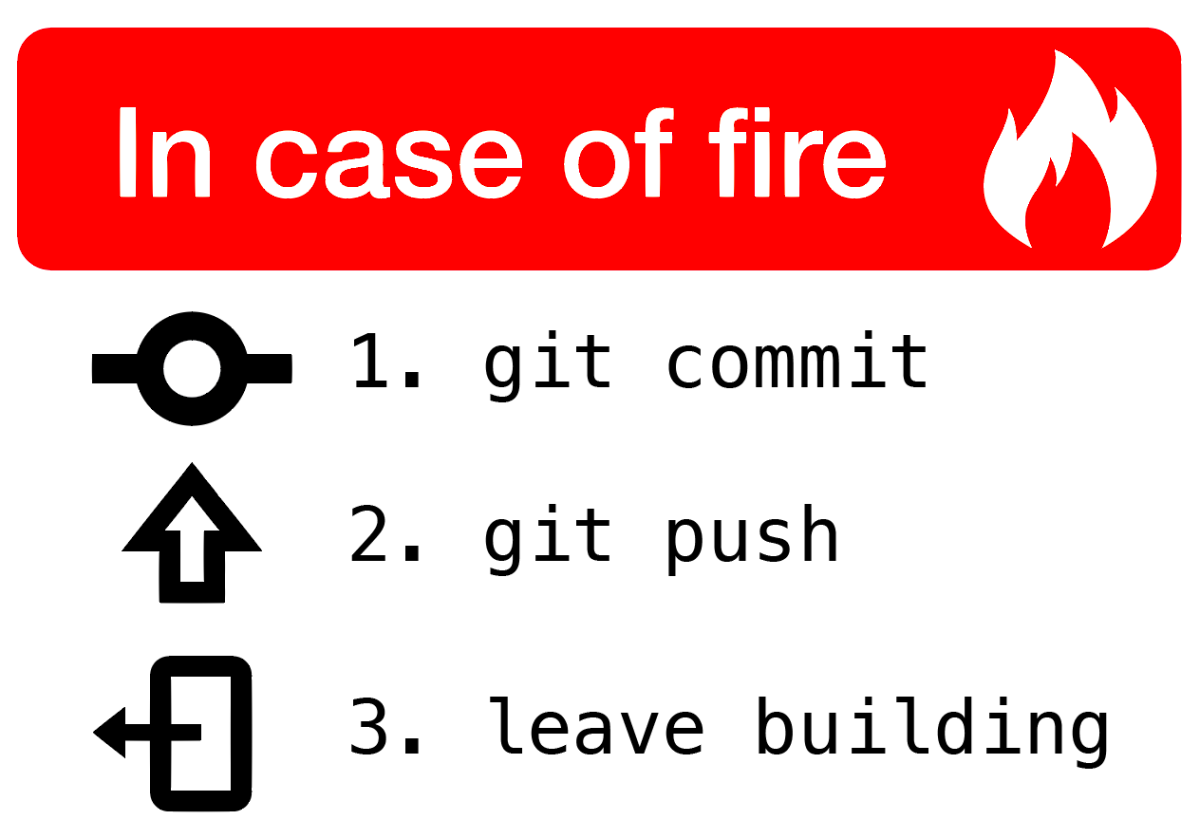 In case of fire
1. git commit
2. git push
3. leave building